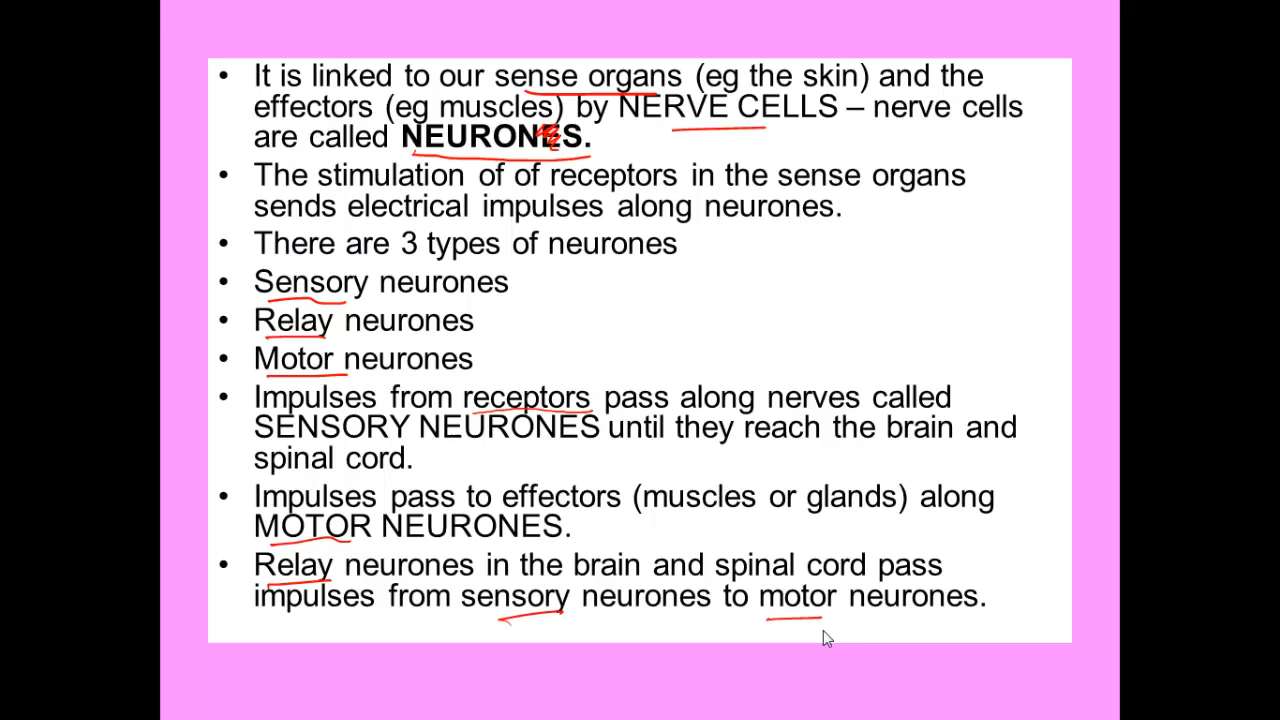 • It is linked to our sense organs (eg the skin) and the
effectors (eg muscles) by NERVE CELLS – nerve cells
are called NEURONES.
• The stimulation of of receptors in the sense organs
sends electrical impulses along neurones.
• There are 3 types of neurones
• Sensory neurones
• Relay neurones
• Motor neurones
• Impulses from receptors pass along nerves called
SENSORY NEURONES until they reach the brain and
spinal cord.
• Impulses pass to effectors (muscles or glands) along
MOTOR NEURONES.
• Relay neurones in the brain and spinal cord pass
impulses from sensory neurones to motor neurones.